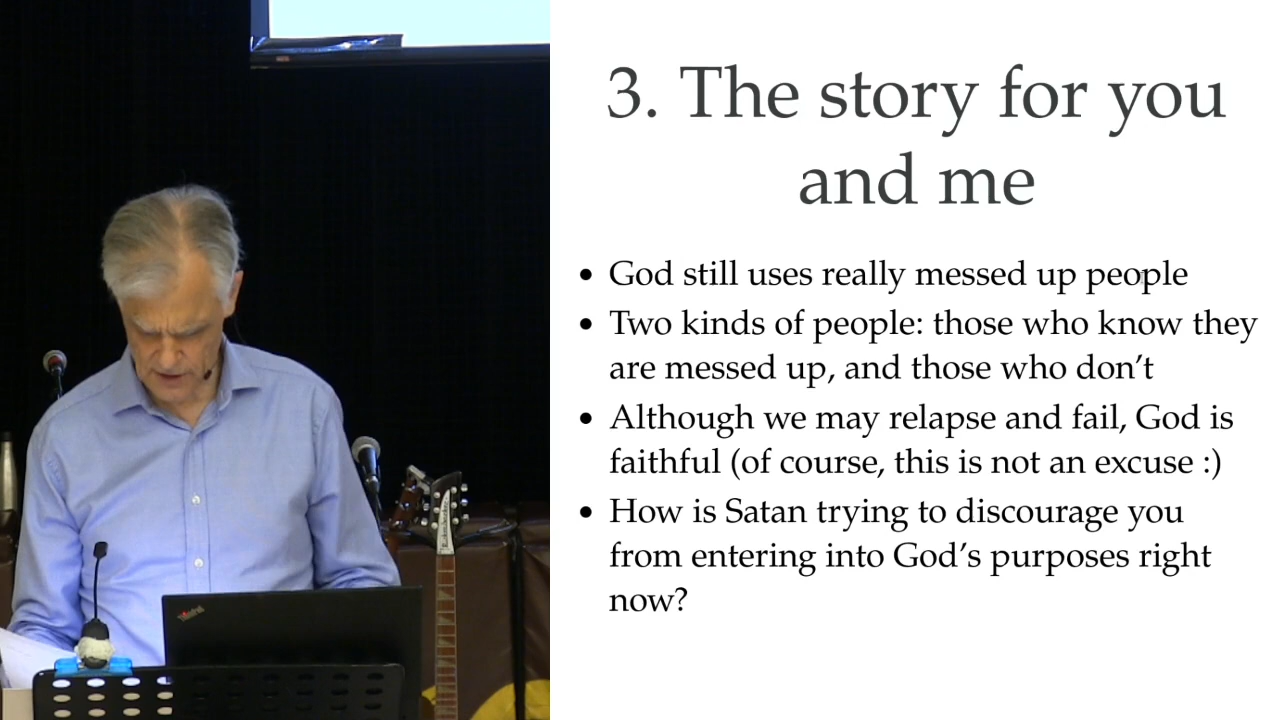 3. The story for you
and me
• God still uses really messed up people
• Two kinds of people: those who know they
are messed up, and those who don’t
• Although we may relapse and fail, God is
faithful (of course, this is not an excuse :)
• How is Satan trying to discourage you
from entering into God’s purposes right
now?
ThinkPad
Rickenbacker